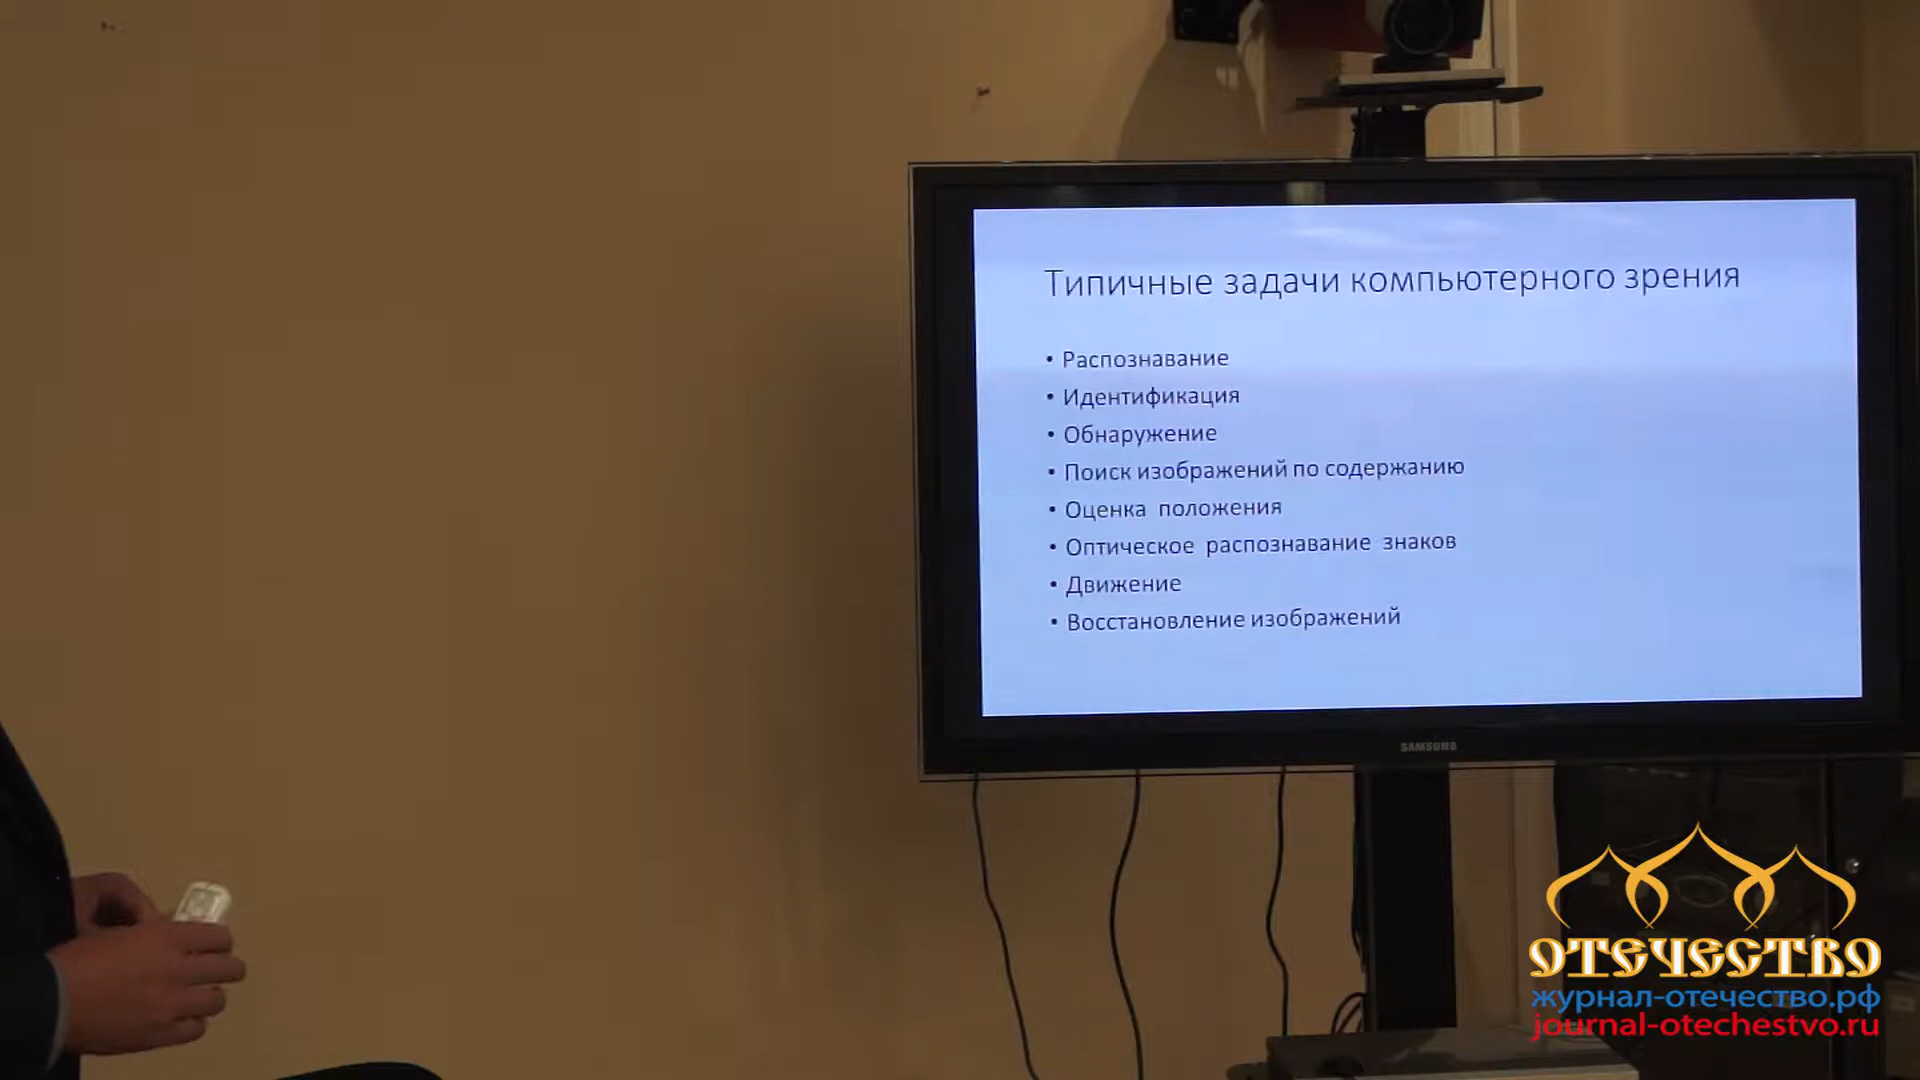 Типичные задачи компьютерного зрения
• Распознавание
• Идентификация
• Обнаружение
• Поиск изображений по содержанию
• Оценка положения
• Оптическое распознавание знаков
• Движение
• Восстановление изображений
SAMSUNG
ОТЕЧЕСТВО
журнал-отечество.рф
journal-otechestvo.ru